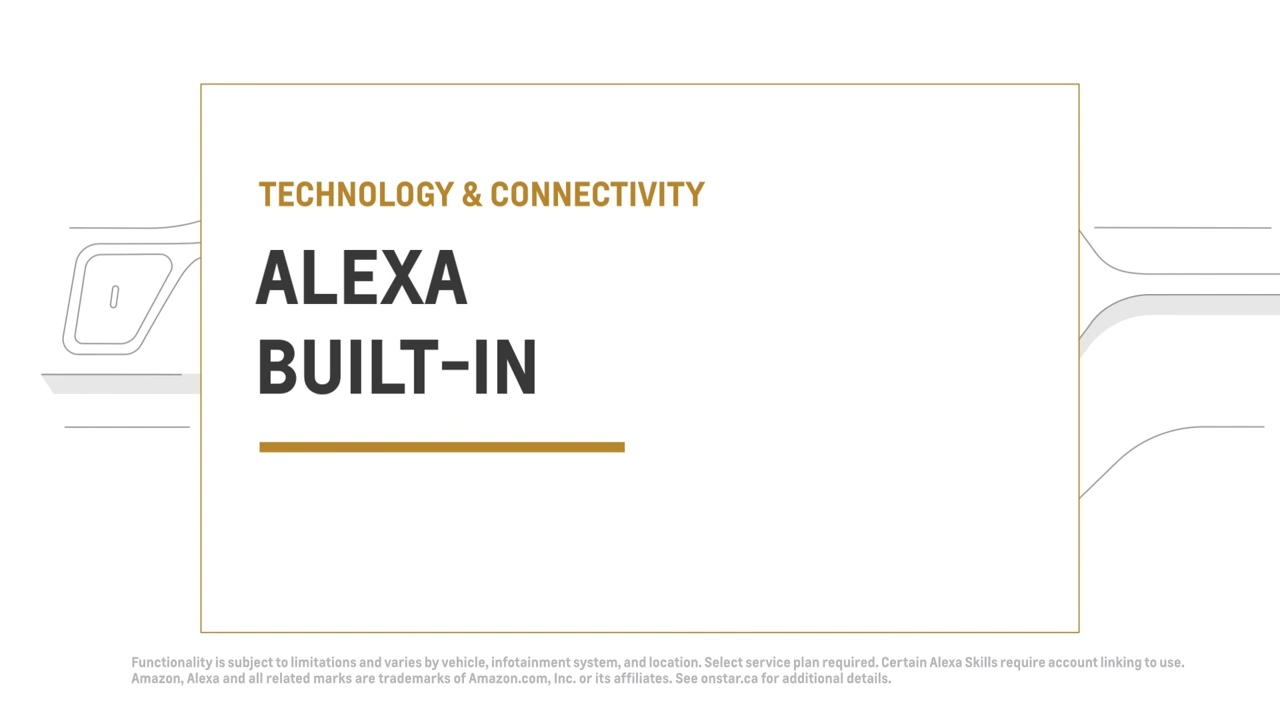 TECHNOLOGY & CONNECTIVITY
ALEXA
BUILT-IN
Functionality is subject to limitations and varies by vehicle, infotainment system, and location. Select service plan required. Certain Alexa Skills require account linking to use.
Amazon, Alexa and all related marks are trademarks of Amazon.com, Inc. or its affiliates. See onstar.ca for additional details.